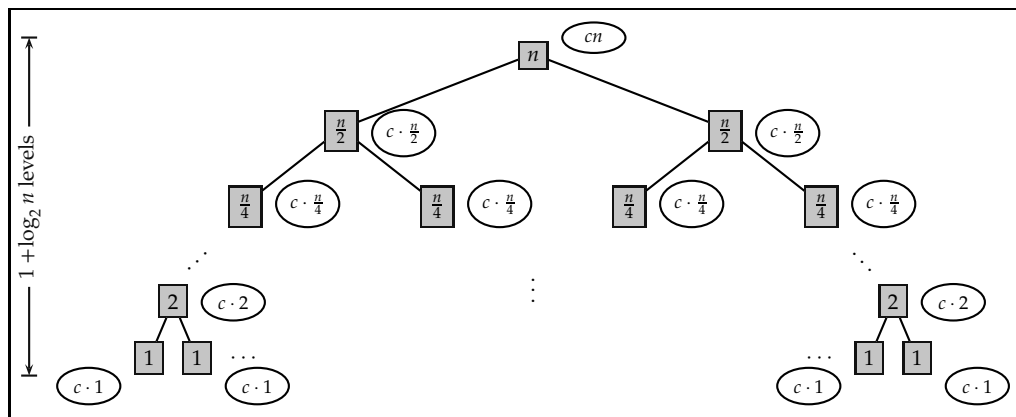 cn
n
n/2 c · n/2 n/2 c · n/2
n/4 c · n/4 n/4 c · n/4 n/4 c · n/4 n/4 c · n/4
1 + log₂ n levels
⋰ ⋮ ⋱
2 c · 2 2 c · 2
1 1 ... ... 1 1
c · 1 c · 1 c · 1 c · 1